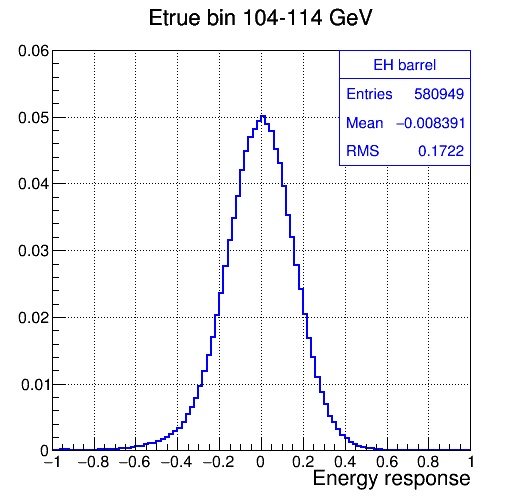 Etrue bin 104-114 GeV
EH barrel
Entries 580949
Mean −0.008391
RMS 0.1722
0.06
0.05
0.04
0.03
0.02
0.01
0
−1 −0.8 −0.6 −0.4 −0.2 0 0.2 0.4 0.6 0.8 1
Energy response